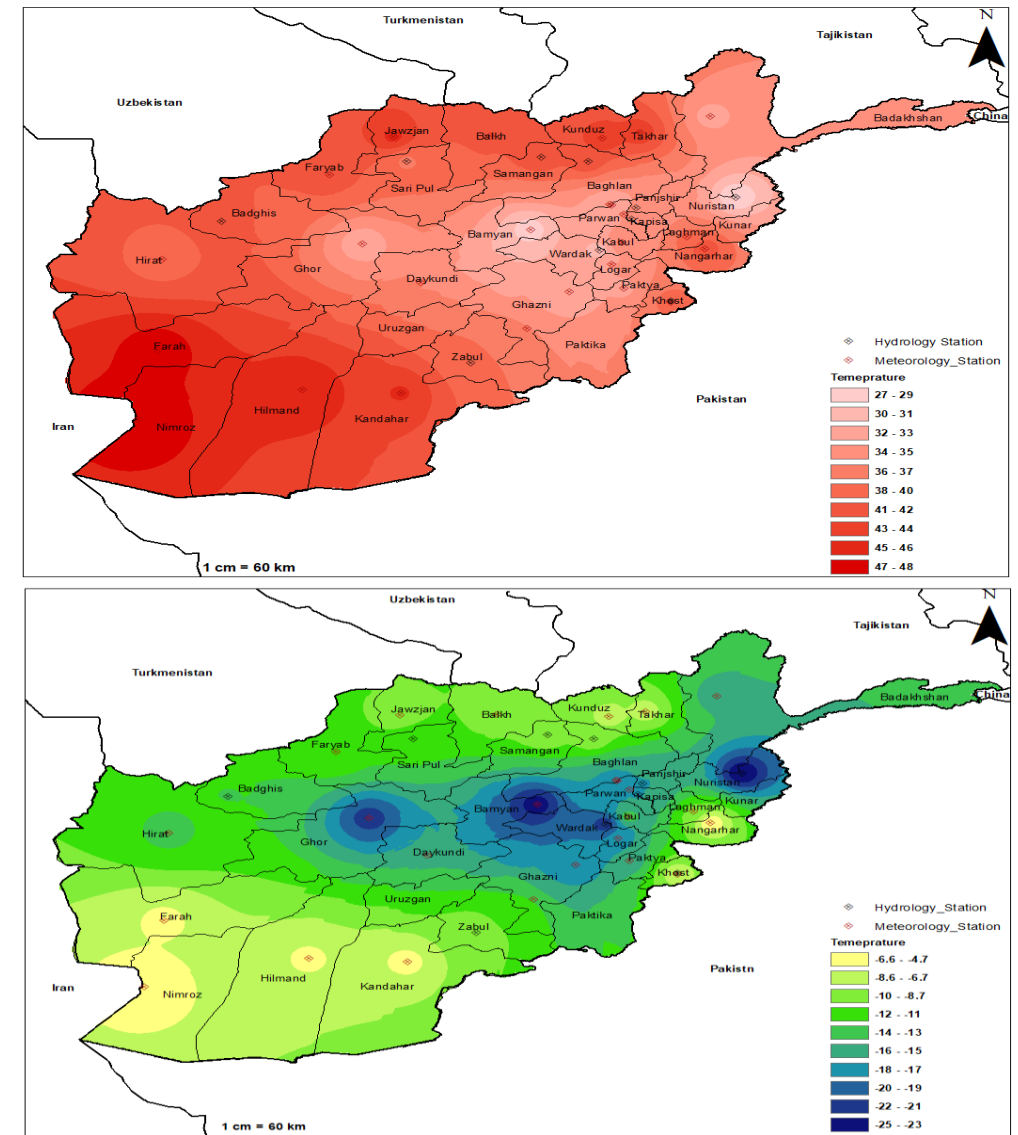 N
Turkmenistan
Tajikistan
Uzbekistan
Badakhshan
China
Jawzjan
Balkh
Kunduz
Takhar
Faryab
Samangan
Sari Pul
Baghlan
Panjshir
Nuristan
Badghis
Parwan
Kapisa
Kunar
Bamyan
Laghman
Kabul
Hirat
Wardak
Nangarhar
Ghor
Logar
Daykundi
Paktya
Ghazni
Khost
Uruzgan
Farah
Zabul
Paktika
Hydrology Station
Meteorology_Station
Temeprature
27 - 29
30 - 31
32 - 33
34 - 35
36 - 37
38 - 40
41 - 42
43 - 44
45 - 46
47 - 48
Pakistan
Hilmand
Kandahar
Iran
Nimroz
1 cm = 60 km
N
Uzbekistan
Tajikistan
Turkmenistan
Badakhshan
China
Jawzjan
Balkh
Kunduz
Takhar
Faryab
Samangan
Sari Pul
Baghlan
Panjshir
Nuristan
Badghis
Parwan
Kapisa
Kunar
Bamyan
Laghman
Kabul
Hirat
Wardak
Nangarhar
Ghor
Logar
Daykundi
Paktya
Ghazni
Khost
Uruzgan
Farah
Zabul
Paktika
Hydrology_Station
Meteorology_Station
Temeprature
-6.6 - -4.7
-8.6 - -6.7
-10 - -8.7
-12 - -11
-14 - -13
-16 - -15
-18 - -17
-20 - -19
-22 - -21
-25 - -23
Pakistn
Hilmand
Kandahar
Iran
Nimroz
1 cm = 60 km